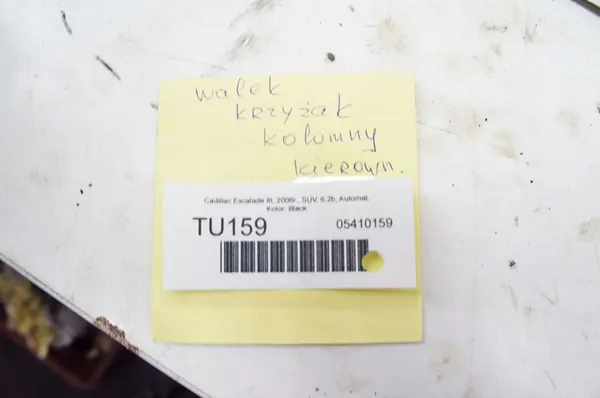 wałek
krzyżak
kolumny
kierown.
Cadillac Escalade III, 2006r., SUV, 6.2b, Automat,
Kolor: Black
TU159
05410159